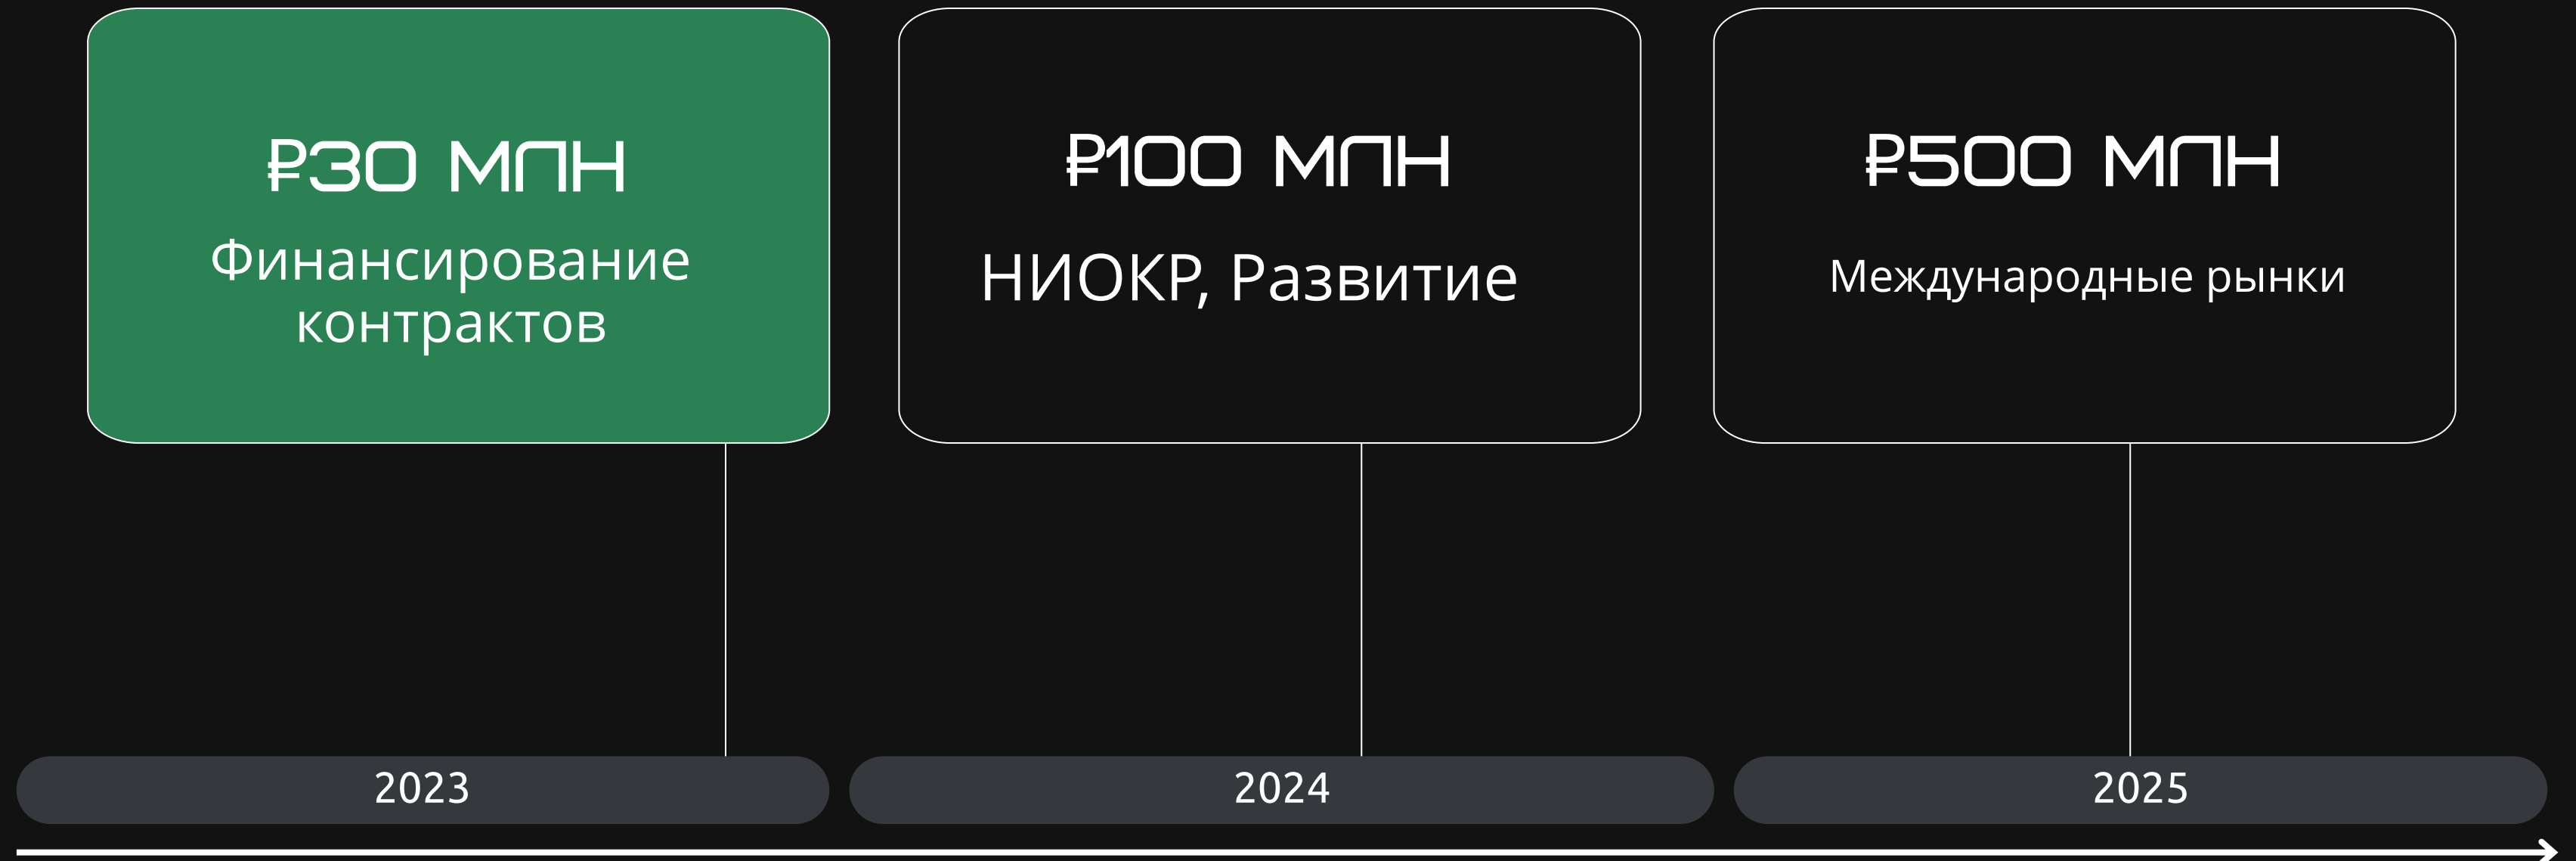 ₽30 МЛН
Финансирование
контрактов
₽100 МЛН
НИОКР, Развитие
₽500 МЛН
Международные рынки
2023
2024
2025